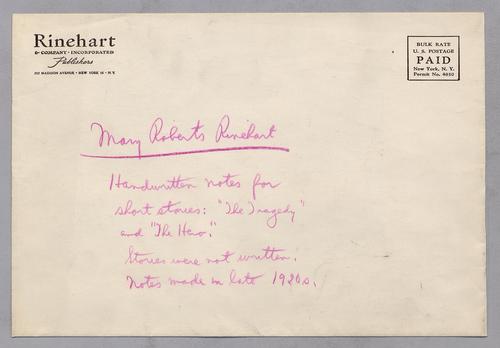 Rinehart
& COMPANY · INCORPORATED
Publishers
232 MADISON AVENUE · NEW YORK 16 · N.Y.
BULK RATE
U. S. POSTAGE
PAID
New York, N. Y.
Permit No. 4050
Mary Roberts Rinehart
Handwritten notes for
short stories: "The Tragedy"
and "The Hero."
Stories were not written.
Notes made in late 1920s.